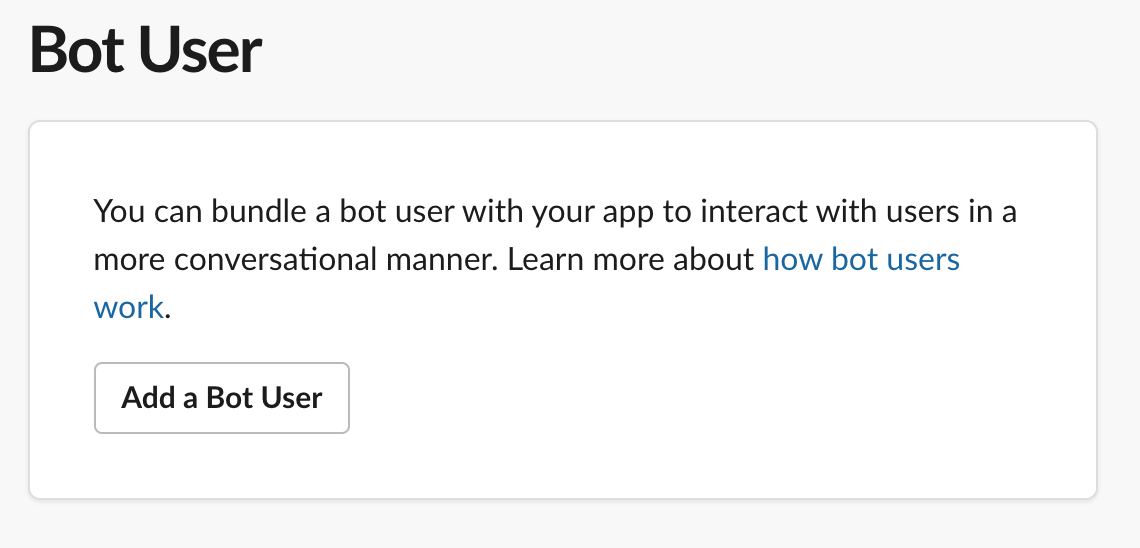 Bot User
You can bundle a bot user with your app to interact with users in a
more conversational manner. Learn more about how bot users
work.
Add a Bot User